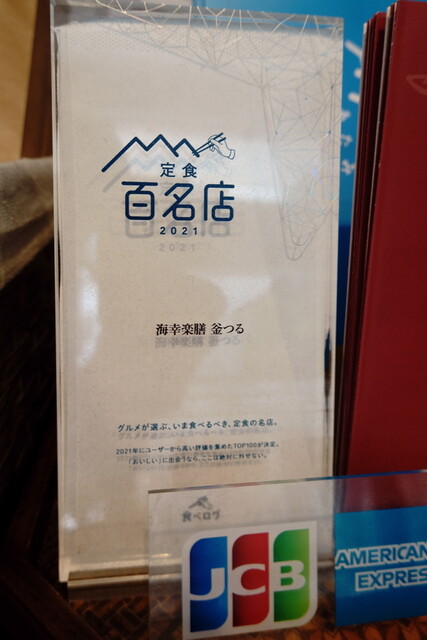 定食
百名店
2021
海幸楽膳 釜つる
グルメが選ぶ、いま食べるべき、定食の名店。
2021年にユーザーから高い評価を集めたTOP100が決定。
「おいしい」に出会うなら、ここは絶対に外せない。
食べログ
JCB
AMERICAN
EXPRES